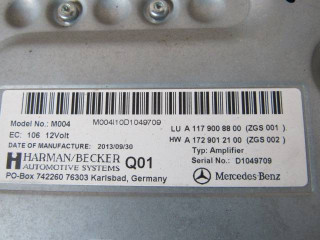 Model No.: M004
M004I10D1049709
EC: 106 12Volt
DATE OF MANUFACTURE: 2013/09/30
HARMAN/BECKER
AUTOMOTIVE SYSTEMS
Q01
PO-Box 742260 76303 Karlsbad, Germany
LU A 117 900 88 00 (ZGS 001)
HW A 172 901 21 00 (ZGS 002)
Typ: Amplifier
Serial No.: D1049709
Mercedes-Benz